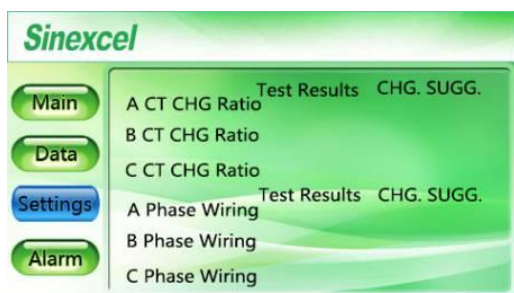 Sinexcel
Main
Data
Settings
Alarm
Test Results CHG. SUGG.
A CT CHG Ratio
B CT CHG Ratio
C CT CHG Ratio
Test Results CHG. SUGG.
A Phase Wiring
B Phase Wiring
C Phase Wiring